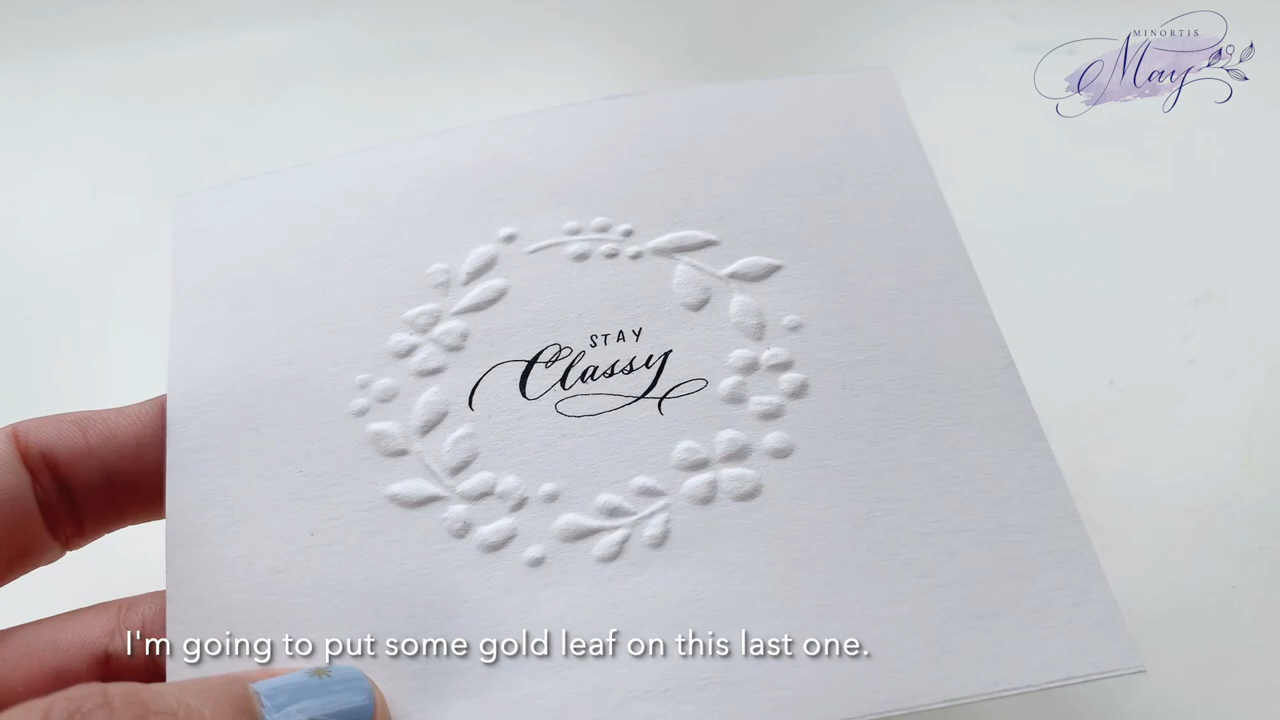 MINORTIS
May
STAY
Classy
I'm going to put some gold leaf on this last one.